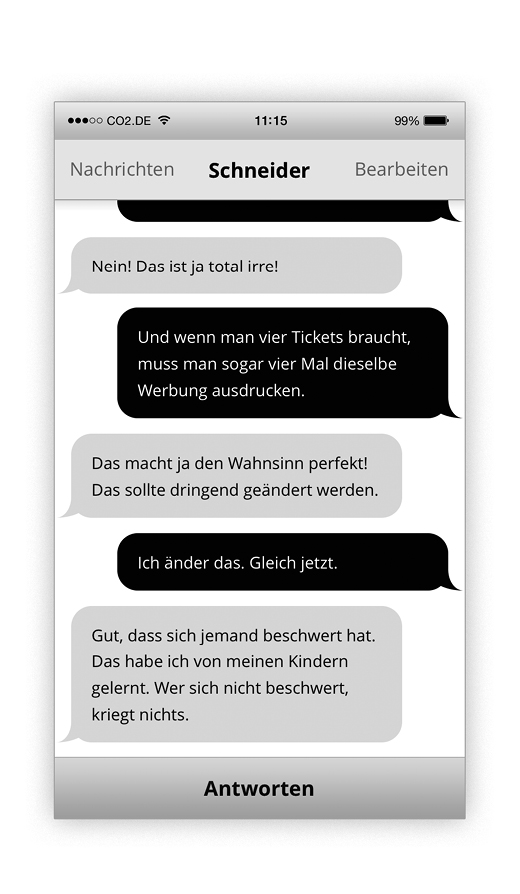 CO2.DE 11:15 99%
Nachrichten Schneider Bearbeiten
Nein! Das ist ja total irre!
Und wenn man vier Tickets braucht,
muss man sogar vier Mal dieselbe
Werbung ausdrucken.
Das macht ja den Wahnsinn perfekt!
Das sollte dringend geändert werden.
Ich änder das. Gleich jetzt.
Gut, dass sich jemand beschwert hat.
Das habe ich von meinen Kindern
gelernt. Wer sich nicht beschwert,
kriegt nichts.
Antworten